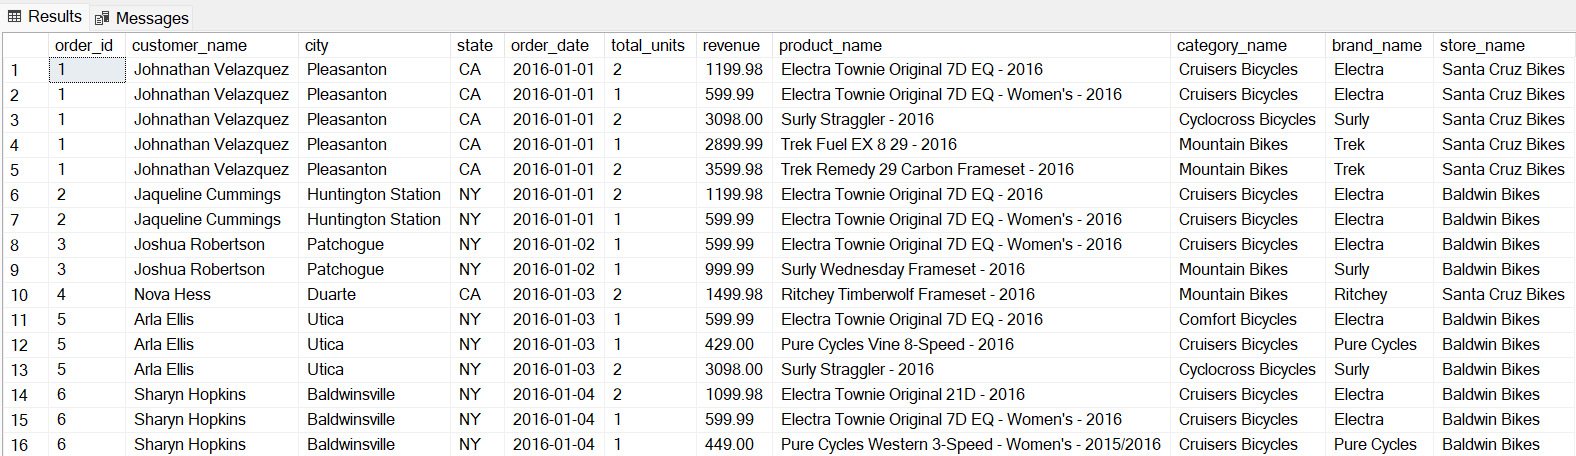 Results Messages
order_id customer_name city state order_date total_units revenue product_name category_name brand_name store_name
1 1 Johnathan Velazquez Pleasanton CA 2016-01-01 2 1199.98 Electra Townie Original 7D EQ - 2016 Cruisers Bicycles Electra Santa Cruz Bikes
2 1 Johnathan Velazquez Pleasanton CA 2016-01-01 1 599.99 Electra Townie Original 7D EQ - Women's - 2016 Cruisers Bicycles Electra Santa Cruz Bikes
3 1 Johnathan Velazquez Pleasanton CA 2016-01-01 2 3098.00 Surly Straggler - 2016 Cyclocross Bicycles Surly Santa Cruz Bikes
4 1 Johnathan Velazquez Pleasanton CA 2016-01-01 1 2899.99 Trek Fuel EX 8 29 - 2016 Mountain Bikes Trek Santa Cruz Bikes
5 1 Johnathan Velazquez Pleasanton CA 2016-01-01 2 3599.98 Trek Remedy 29 Carbon Frameset - 2016 Mountain Bikes Trek Santa Cruz Bikes
6 2 Jaqueline Cummings Huntington Station NY 2016-01-01 2 1199.98 Electra Townie Original 7D EQ - 2016 Cruisers Bicycles Electra Baldwin Bikes
7 2 Jaqueline Cummings Huntington Station NY 2016-01-01 1 599.99 Electra Townie Original 7D EQ - Women's - 2016 Cruisers Bicycles Electra Baldwin Bikes
8 3 Joshua Robertson Patchogue NY 2016-01-02 1 599.99 Electra Townie Original 7D EQ - Women's - 2016 Cruisers Bicycles Electra Baldwin Bikes
9 3 Joshua Robertson Patchogue NY 2016-01-02 1 999.99 Surly Wednesday Frameset - 2016 Mountain Bikes Surly Baldwin Bikes
10 4 Nova Hess Duarte CA 2016-01-03 2 1499.98 Ritchey Timberwolf Frameset - 2016 Mountain Bikes Ritchey Santa Cruz Bikes
11 5 Arla Ellis Utica NY 2016-01-03 1 599.99 Electra Townie Original 7D EQ - 2016 Comfort Bicycles Electra Baldwin Bikes
12 5 Arla Ellis Utica NY 2016-01-03 1 429.00 Pure Cycles Vine 8-Speed - 2016 Cruisers Bicycles Pure Cycles Baldwin Bikes
13 5 Arla Ellis Utica NY 2016-01-03 2 3098.00 Surly Straggler - 2016 Cyclocross Bicycles Surly Baldwin Bikes
14 6 Sharyn Hopkins Baldwinsville NY 2016-01-04 2 1099.98 Electra Townie Original 21D - 2016 Cruisers Bicycles Electra Baldwin Bikes
15 6 Sharyn Hopkins Baldwinsville NY 2016-01-04 1 599.99 Electra Townie Original 7D EQ - Women's - 2016 Cruisers Bicycles Electra Baldwin Bikes
16 6 Sharyn Hopkins Baldwinsville NY 2016-01-04 1 449.00 Pure Cycles Western 3-Speed - Women's - 2015/2016 Cruisers Bicycles Pure Cycles Baldwin Bikes